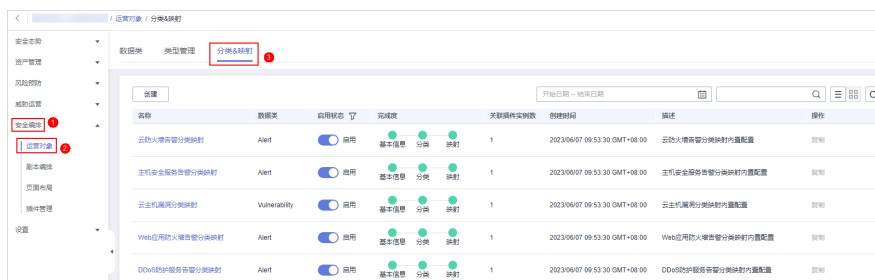 / 运营对象 / 分类&映射
安全态势
资产管理
风险预防
威胁运营
安全编排 1
运营对象 2
剧本编排
页面布局
插件管理
设置
数据类 类型管理 分类&映射 3
创建 开始日期 – 结束日期
名称 数据类 启用状态 完成度 关联插件实例数 创建时间 描述 操作
云防火墙告警分类映射 Alert 启用 基本信息 分类 映射 1 2023/06/07 09:53:30 GMT+08:00 云防火墙告警分类映射内置配置 复制
主机安全服务告警分类映射 Alert 启用 基本信息 分类 映射 1 2023/06/07 09:53:30 GMT+08:00 主机安全服务告警分类映射内置配置 复制
云主机漏洞分类映射 Vulnerability 启用 基本信息 分类 映射 1 2023/06/07 09:53:30 GMT+08:00 云主机漏洞分类映射内置配置 复制
Web应用防火墙告警分类映射 Alert 启用 基本信息 分类 映射 1 2023/06/07 09:53:30 GMT+08:00 Web应用防火墙告警分类映射内置配置 复制
DDoS防护服务告警分类映射 Alert 启用 基本信息 分类 映射 1 2023/06/07 09:53:30 GMT+08:00 DDoS防护服务告警分类映射内置配置 复制